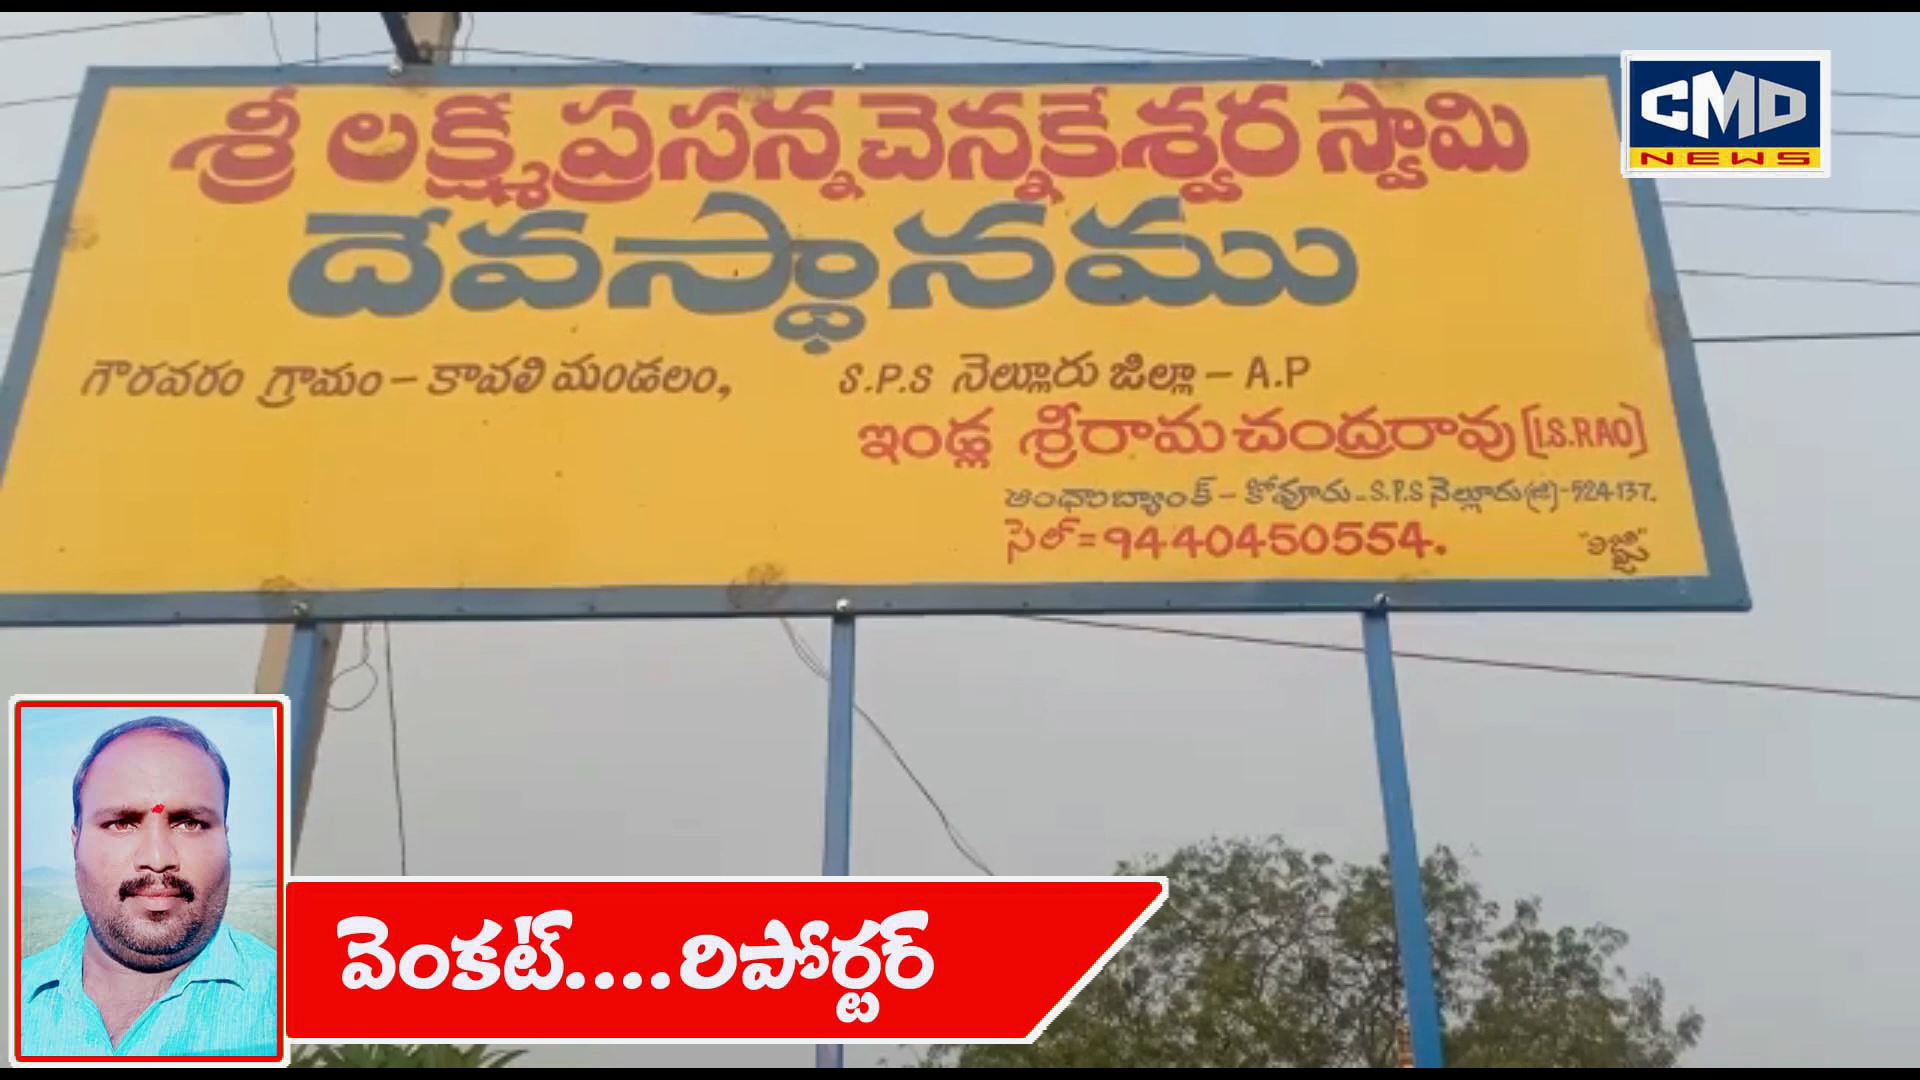 శ్రీ లక్ష్మి ప్రసన్న చెన్నకేశ్వర స్వామి
దేవస్థానము
గౌరవరం గ్రామం - కావలి మండలం, S.P.S నెల్లూరు జిల్లా - A.P
ఇండ్ల శ్రీరామచంద్రరావు [I.S.RAO]
ఆంధ్రాబ్యాంక్ - కోవూరు - S.P.S నెల్లూరు (జి) - 524137.
సెల్ = 9440450554.
CMD
NEWS
వెంకట్....రిపోర్టర్